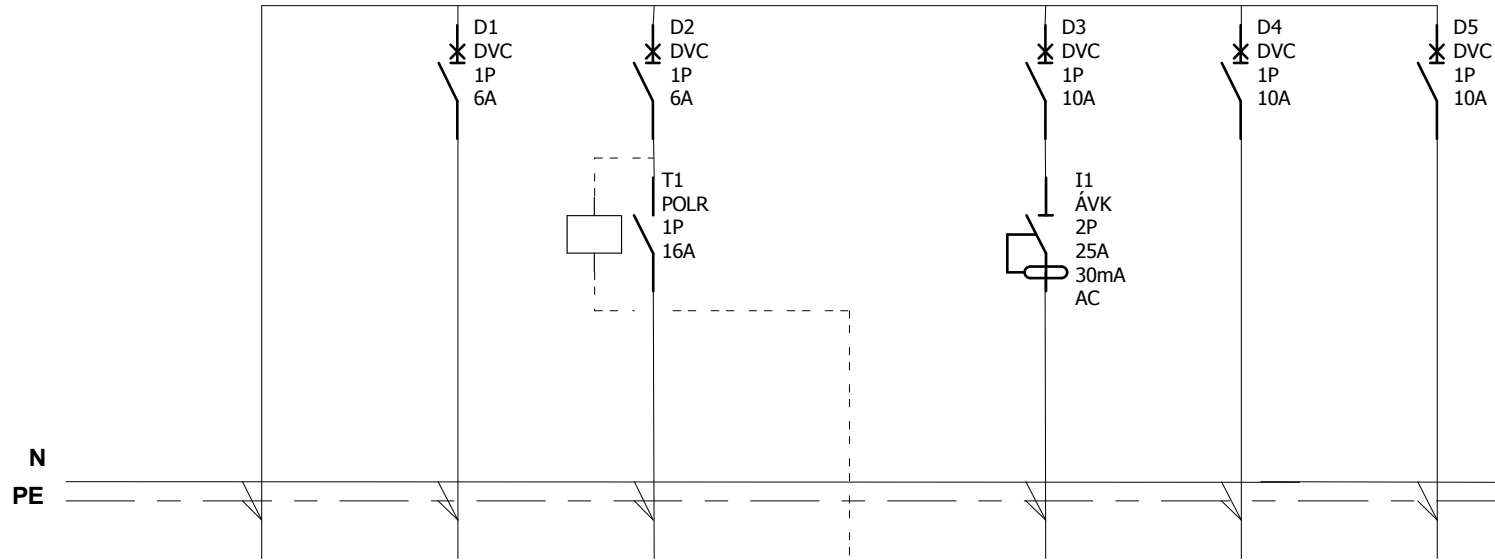 D1
DVC
1P
6A
D2
DVC
1P
6A
D3
DVC
1P
10A
D4
DVC
1P
10A
D5
DVC
1P
10A
T1
POLR
1P
16A
I1
ÁVK
2P
25A
30mA
AC
N
PE